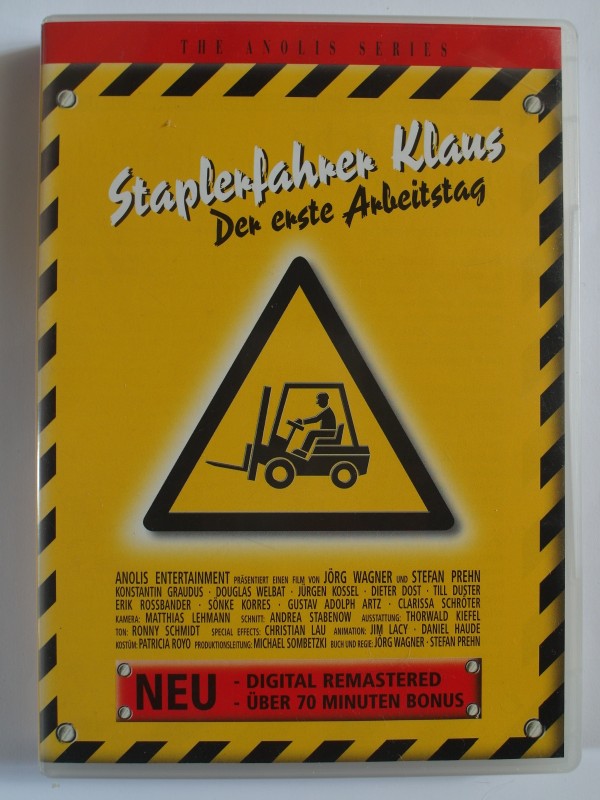 THE ANOLIS SERIES
Staplerfahrer Klaus
Der erste Arbeitstag
ANOLIS ENTERTAINMENT PRÄSENTIERT EINEN FILM VON JÖRG WAGNER UND STEFAN PREHN
KONSTANTIN GRAUDUS · DOUGLAS WELBAT · JÜRGEN KOSSEL · DIETER DOST · TILL DUSTER
ERIK ROSSBANDER · SÖNKE KORRES · GUSTAV ADOLPH ARTZ · CLARISSA SCHRÖTER
KAMERA: MATTHIAS LEHMANN SCHNITT: ANDREA STABENOW AUSSTATTUNG: THORWALD KIEFEL
TON: RONNY SCHMIDT SPECIAL EFFECTS: CHRISTIAN LAU ANIMATION: JIM LACY · DANIEL HAUDE
KOSTÜM: PATRICIA ROYO PRODUKTIONSLEITUNG: MICHAEL SOMBETZKI BUCH UND REGIE: JÖRG WAGNER · STEFAN PREHN
NEU - DIGITAL REMASTERED
- ÜBER 70 MINUTEN BONUS